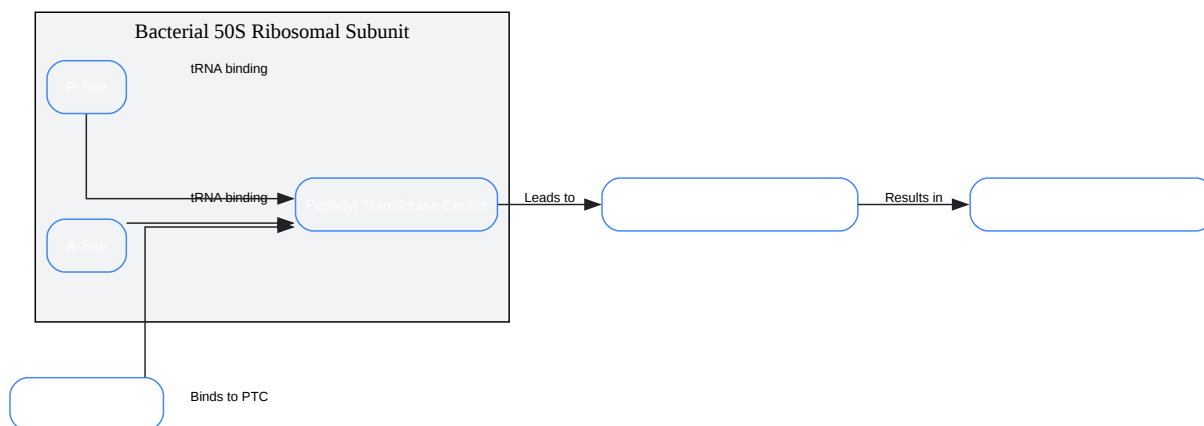 Bacterial 50S Ribosomal Subunit
tRNA binding
P-Site
tRNA binding
Peptidyl Transferase Center
Leads to
Results in
A-Site
Binds to PTC